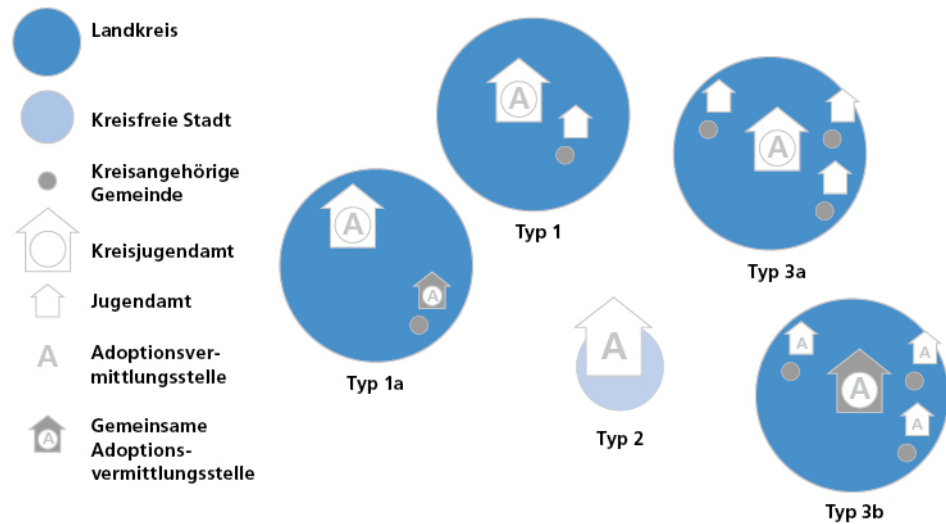 Landkreis
Kreisfreie Stadt
Kreisangehörige
Gemeinde
Kreisjugendamt
Jugendamt
A
Adoptionsver-
mittlungsstelle
A
Gemeinsame
Adoptions-
vermittlungsstelle
A
A
Typ 1a
A
Typ 1
A
Typ 2
A
Typ 3a
A
A
A
A
Typ 3b